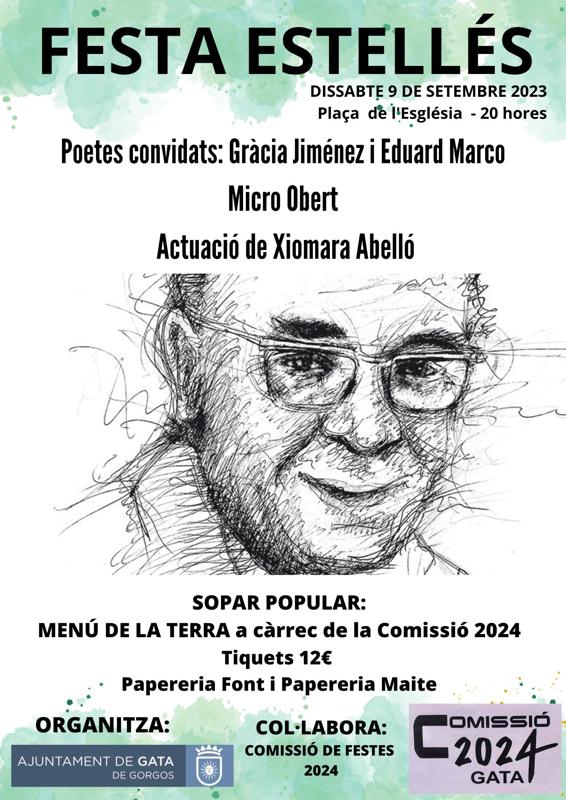 FESTA ESTELLÉS
DISSABTE 9 DE SETEMBRE 2023
Plaça de l'Església - 20 hores
Poetes convidats: Gràcia Jiménez i Eduard Marco
Micro Obert
Actuació de Xiomara Abelló
SOPAR POPULAR:
MENÚ DE LA TERRA a càrrec de la Comissió 2024
Tiquets 12€
Papereria Font i Papereria Maite
ORGANITZA:
AJUNTAMENT DE GATA
DE GORGOS
COL·LABORA:
COMISSIÓ DE FESTES
2024
COMISSIÓ
2024
GATA